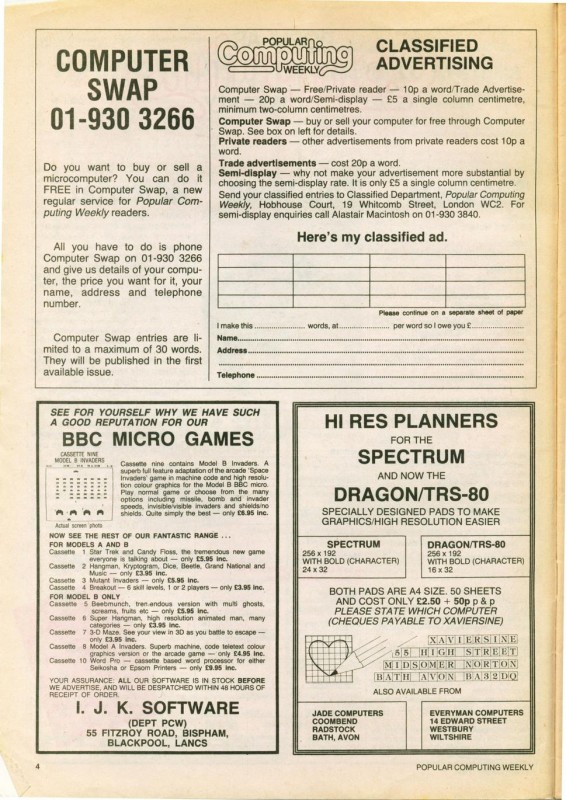 COMPUTER
SWAP
01-930 3266
Do you want to buy or sell a
microcomputer? You can do it
FREE in Computer Swap, a new
regular service for Popular Com-
puting Weekly readers.
All you have to do is phone
Computer Swap on 01-930 3266
and give us details of your compu-
ter, the price you want for it, your
name, address and telephone
number.
Computer Swap entries are li-
mited to a maximum of 30 words.
They will be published in the first
available issue.
POPULAR
Computing
WEEKLY
CLASSIFIED
ADVERTISING
Computer Swap — Free/Private reader — 10p a word/Trade Advertise-
ment — 20p a word/Semi-display — £5 a single column centimetre,
minimum two-column centimetres.
Computer Swap — buy or sell your computer for free through Computer
Swap. See box on left for details.
Private readers — other advertisements from private readers cost 10p a
word.
Trade advertisements — cost 20p a word.
Semi-display — why not make your advertisement more substantial by
choosing the semi-display rate. It is only £5 a single column centimetre.
Send your classified entries to Classified Department, Popular Computing
Weekly, Hobhouse Court, 19 Whitcomb Street, London WC2. For
semi-display enquiries call Alastair Macintosh on 01-930 3840.
Here's my classified ad.
Please continue on a separate sheet of paper
I make this .................... words, at.................... per word so I owe you £....................
Name....................
Address....................
Telephone ....................
SEE FOR YOURSELF WHY WE HAVE SUCH
A GOOD REPUTATION FOR OUR
BBC MICRO GAMES
CASSETTE NINE
MODEL B INVADERS
Actual screen 'photo
Cassette nine contains Model B Invaders. A
superb full feature adaptation of the arcade 'Space
Invaders' game in machine code and high resolu-
tion colour graphics for the Model B BBC micro.
Play normal game or choose from the many
options including missile, bomb and invader
speeds, invisible/visible invaders and shields/no
shields. Quite simply the best — only £6.95 inc.
NOW SEE THE REST OF OUR FANTASTIC RANGE . . .
FOR MODELS A AND B
Cassette 1 Star Trek and Candy Floss, the tremendous new game
everyone is talking about — only £5.95 inc.
Cassette 2 Hangman, Kryptogram, Dice, Beetle, Grand National and
Music — only £3.95 inc.
Cassette 3 Mutant Invaders — only £5.95 inc.
Cassette 4 Breakout — 6 skill levels, 1 or 2 players — only £3.95 inc.
FOR MODEL B ONLY
Cassette 5 Beebmunch, tren-endous version with multi ghosts,
screams, fruits etc — only £5.95 inc.
Cassette 6 Super Hangman, high resolution animated man, many
categories — only £3.95 inc.
Cassette 7 3-D Maze. See your view in 3D as you battle to escape —
only £3.95 inc.
Cassette 8 Model A Invaders. Superb machine, code teletext colour
graphics version or the arcade game — only £4.95 inc.
Cassette 10 Word Pro — cassette based word processor for either
Seikosha or Epsom Printers — only £9.95 inc.
YOUR ASSURANCE: ALL OUR SOFTWARE IS IN STOCK BEFORE
WE ADVERTISE, AND WILL BE DESPATCHED WITHIN 48 HOURS OF
RECEIPT OF ORDER.
I. J. K. SOFTWARE
(DEPT PCW)
55 FITZROY ROAD, BISPHAM,
BLACKPOOL, LANCS
HI RES PLANNERS
FOR THE
SPECTRUM
AND NOW THE
DRAGON/TRS-80
SPECIALLY DESIGNED PADS TO MAKE
GRAPHICS/HIGH RESOLUTION EASIER
SPECTRUM
256 x 192
WITH BOLD (CHARACTER)
24 x 32
DRAGON/TRS-80
256 x 192
WITH BOLD (CHARACTER)
16 x 32
BOTH PADS ARE A4 SIZE. 50 SHEETS
AND COST ONLY £2.50 + 50p p & p
PLEASE STATE WHICH COMPUTER
(CHEQUES PAYABLE TO XAVIERSINE)
XAVIERSINE
55 HIGH STREET
MIDSOMER NORTON
BATH AVON BA32DQ
ALSO AVAILABLE FROM
JADE COMPUTERS
COOMBEND
RADSTOCK
BATH, AVON
EVERYMAN COMPUTERS
14 EDWARD STREET
WESTBURY
WILTSHIRE
4
POPULAR COMPUTING WEEKLY